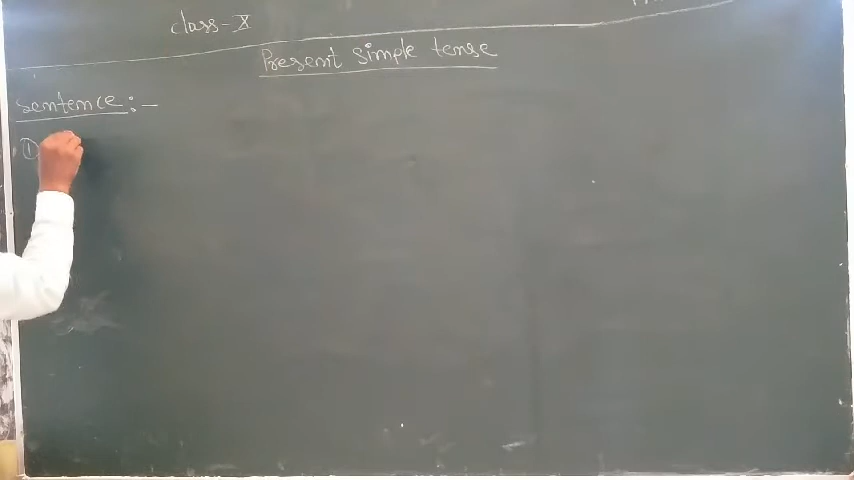 class-X
Present simple tense
sentence:-
①